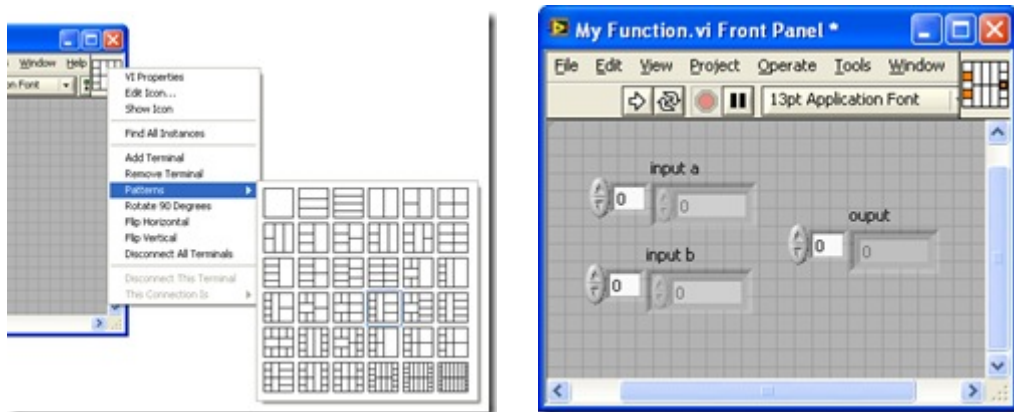 Window Help
on Font
VI Properties
Edit Icon...
Show Icon
Find All Instances
Add Terminal
Remove Terminal
Patterns
Rotate 90 Degrees
Flip Horizontal
Flip Vertical
Disconnect All Terminals
Disconnect This Terminal
This Connection Is
My Function.vi Front Panel *
File Edit View Project Operate Tools Window
13pt Application Font
input a
0 0
ouput
0 0
input b
0 0